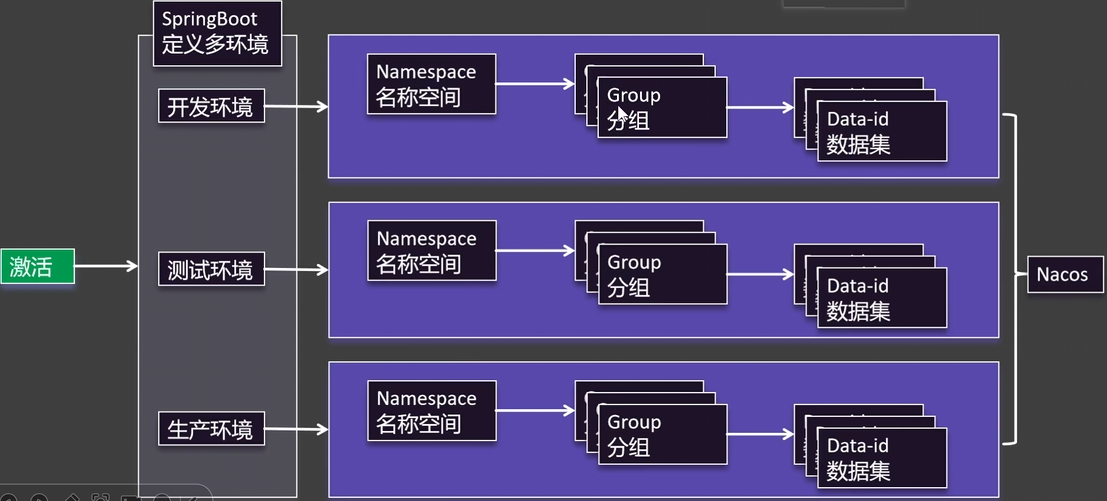 SpringBoot
定义多环境
开发环境
Namespace
名称空间
Group
分组
Data-id
数据集
激活
测试环境
Namespace
名称空间
Group
分组
Data-id
数据集
Nacos
生产环境
Namespace
名称空间
Group
分组
Data-id
数据集